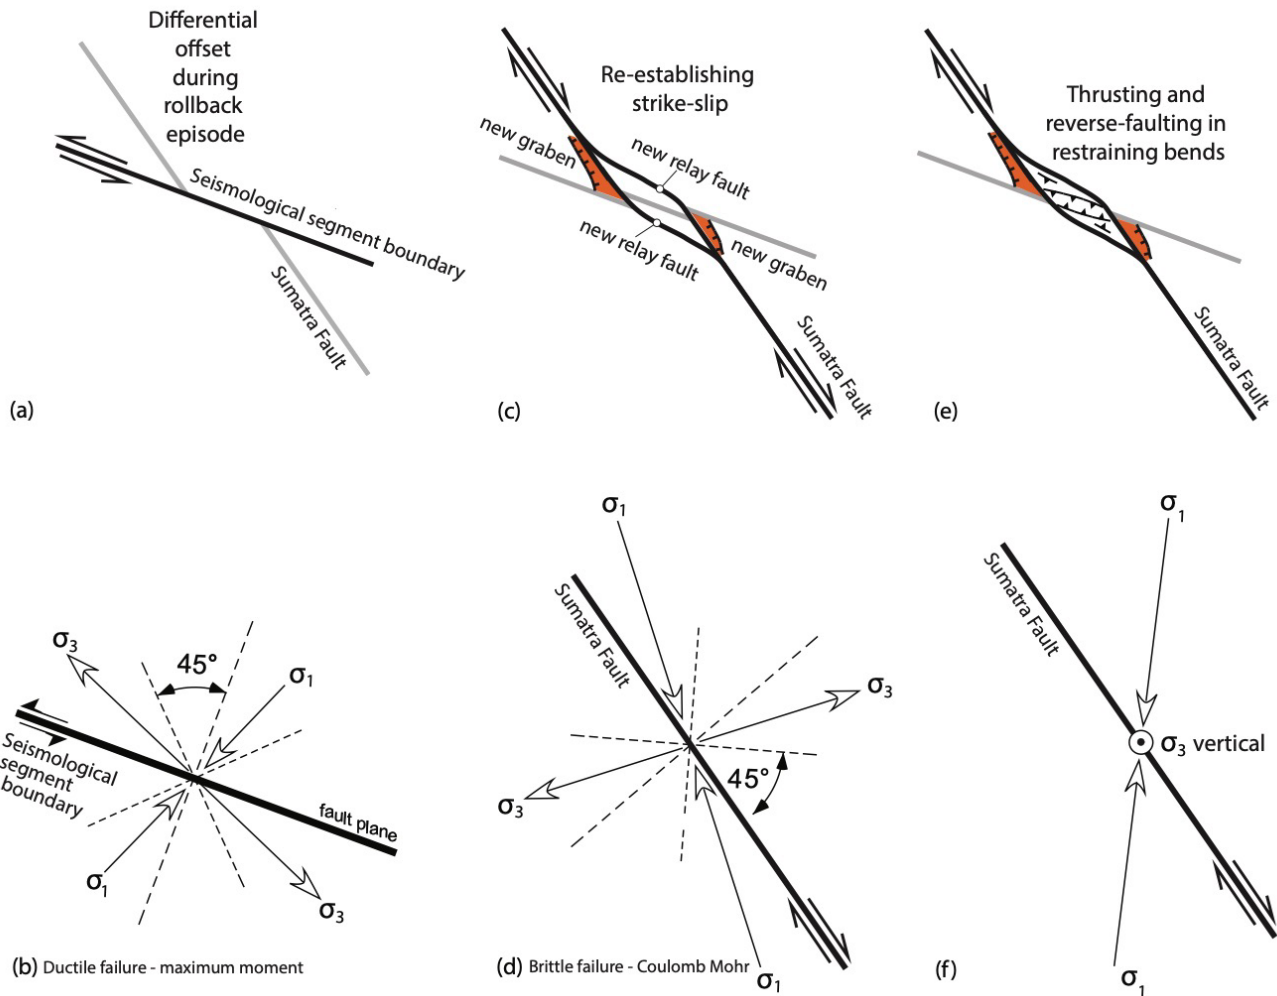 Differential
offset
during
rollback
episode
Seismological segment boundary
Sumatra Fault
(a)
Re-establishing
strike-slip
new graben
new relay fault
new relay fault
new graben
Sumatra Fault
(c)
Thrusting and
reverse-faulting in
restraining bends
Sumatra Fault
(e)
σ3
45°
σ1
Seismological
segment
boundary
fault plane
σ1
σ3
(b) Ductile failure - maximum moment
σ1
Sumatra Fault
σ3
45°
σ3
σ1
(d) Brittle failure - Coulomb Mohr
σ1
Sumatra Fault
σ3 vertical
σ1
(f)